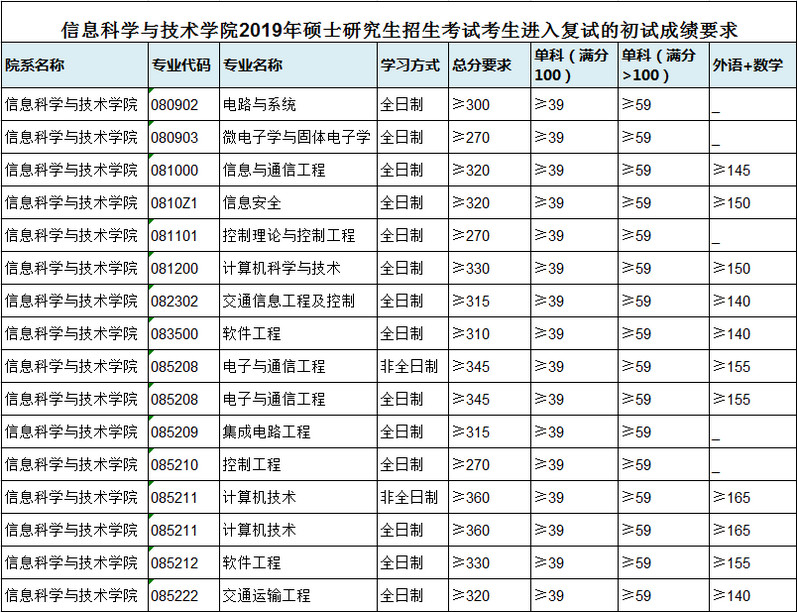 信息科学与技术学院2019年硕士研究生招生考试考生进入复试的初试成绩要求
院系名称 专业代码 专业名称 学习方式 总分要求 单科（满分100） 单科（满分>100） 外语+数学
信息科学与技术学院 080902 电路与系统 全日制 ≥300 ≥39 ≥59 _
信息科学与技术学院 080903 微电子学与固体电子学 全日制 ≥270 ≥39 ≥59 _
信息科学与技术学院 081000 信息与通信工程 全日制 ≥320 ≥39 ≥59 ≥145
信息科学与技术学院 0810Z1 信息安全 全日制 ≥320 ≥39 ≥59 ≥150
信息科学与技术学院 081101 控制理论与控制工程 全日制 ≥270 ≥39 ≥59 _
信息科学与技术学院 081200 计算机科学与技术 全日制 ≥330 ≥39 ≥59 ≥150
信息科学与技术学院 082302 交通信息工程及控制 全日制 ≥315 ≥39 ≥59 ≥140
信息科学与技术学院 083500 软件工程 全日制 ≥310 ≥39 ≥59 ≥140
信息科学与技术学院 085208 电子与通信工程 非全日制 ≥345 ≥39 ≥59 ≥155
信息科学与技术学院 085208 电子与通信工程 全日制 ≥345 ≥39 ≥59 ≥155
信息科学与技术学院 085209 集成电路工程 全日制 ≥315 ≥39 ≥59 _
信息科学与技术学院 085210 控制工程 全日制 ≥270 ≥39 ≥59 _
信息科学与技术学院 085211 计算机技术 非全日制 ≥360 ≥39 ≥59 ≥165
信息科学与技术学院 085211 计算机技术 全日制 ≥360 ≥39 ≥59 ≥165
信息科学与技术学院 085212 软件工程 全日制 ≥330 ≥39 ≥59 ≥155
信息科学与技术学院 085222 交通运输工程 全日制 ≥320 ≥39 ≥59 ≥140